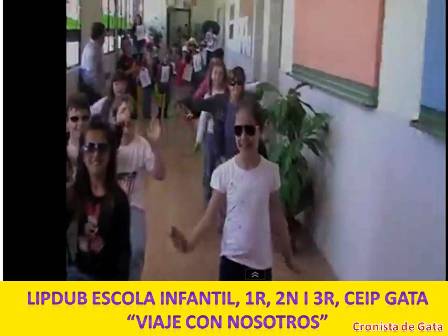 LIPDUB ESCOLA INFANTIL, 1R, 2N I 3R, CEIP GATA
“VIAJE CON NOSOTROS”
Cronista de Gata